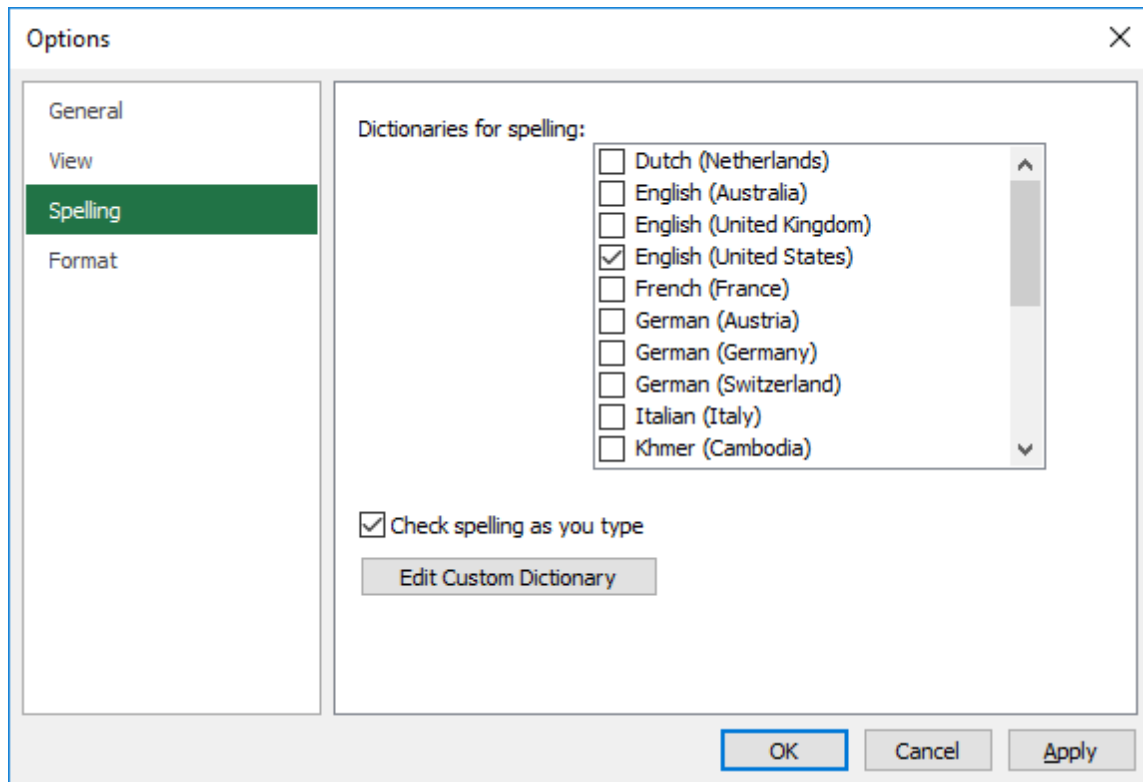 Options
General
View
Spelling
Format
Dictionaries for spelling:
Dutch (Netherlands)
English (Australia)
English (United Kingdom)
English (United States)
French (France)
German (Austria)
German (Germany)
German (Switzerland)
Italian (Italy)
Khmer (Cambodia)
Check spelling as you type
Edit Custom Dictionary
OK Cancel Apply